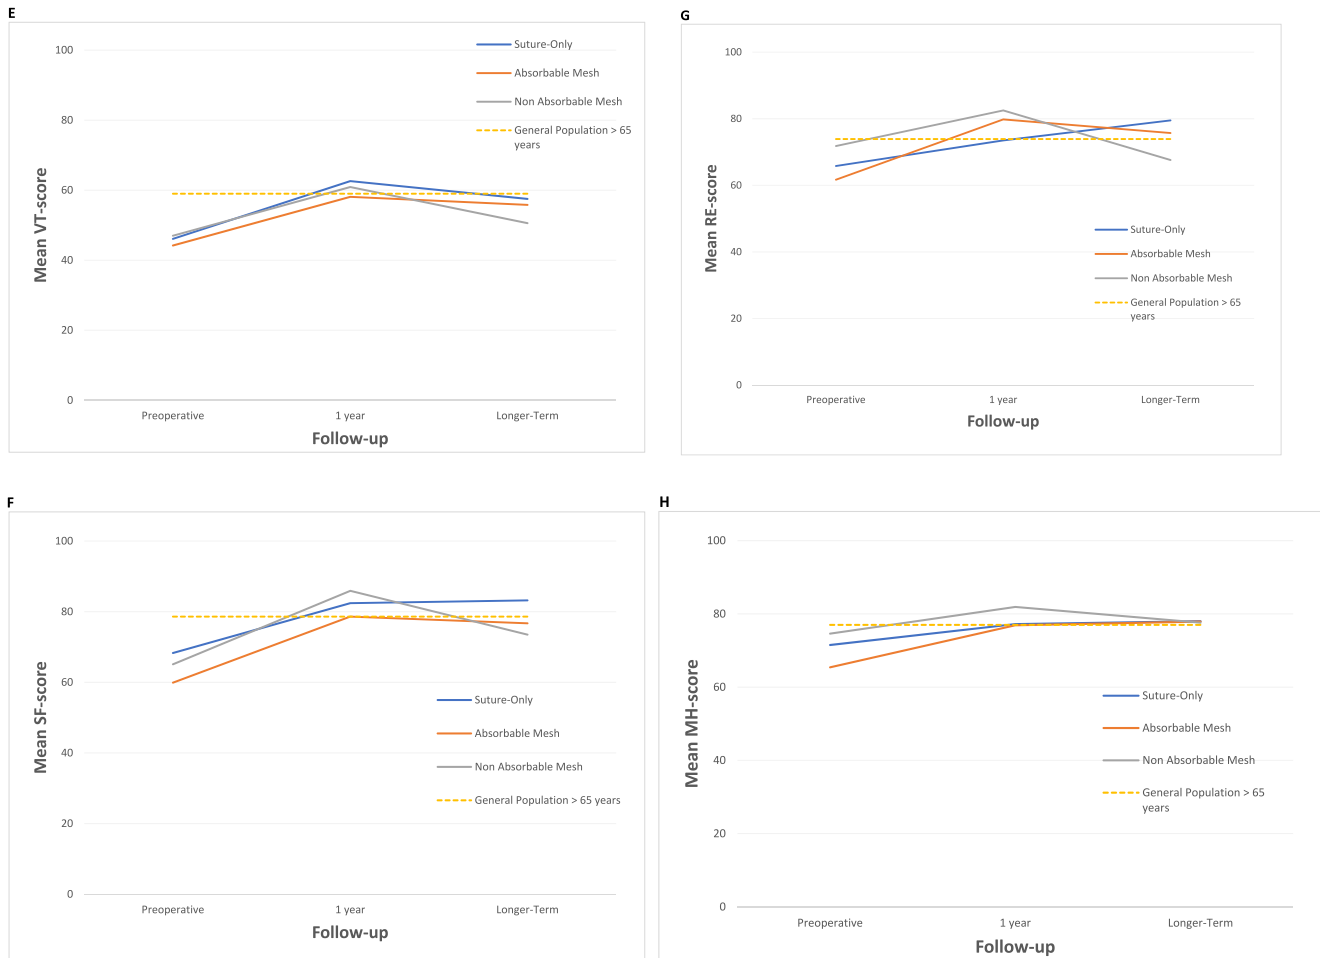 E
100
80
60
40
20
0
Mean VT-score
Preoperative
1 year
Longer-Term
Follow-up
Suture-Only
Absorbable Mesh
Non Absorbable Mesh
General Population > 65
years
G
100
80
60
40
20
0
Mean RE-score
Preoperative
1 year
Longer-Term
Follow-up
Suture-Only
Absorbable Mesh
Non Absorbable Mesh
General Population > 65
years
F
100
80
60
40
20
0
Mean SF-score
Preoperative
1 year
Longer-Term
Follow-up
Suture-Only
Absorbable Mesh
Non Absorbable Mesh
General Population > 65 years
H
100
80
60
40
20
0
Mean MH-score
Preoperative
1 year
Longer-Term
Follow-up
Suture-Only
Absorbable Mesh
Non Absorbable Mesh
General Population > 65
years